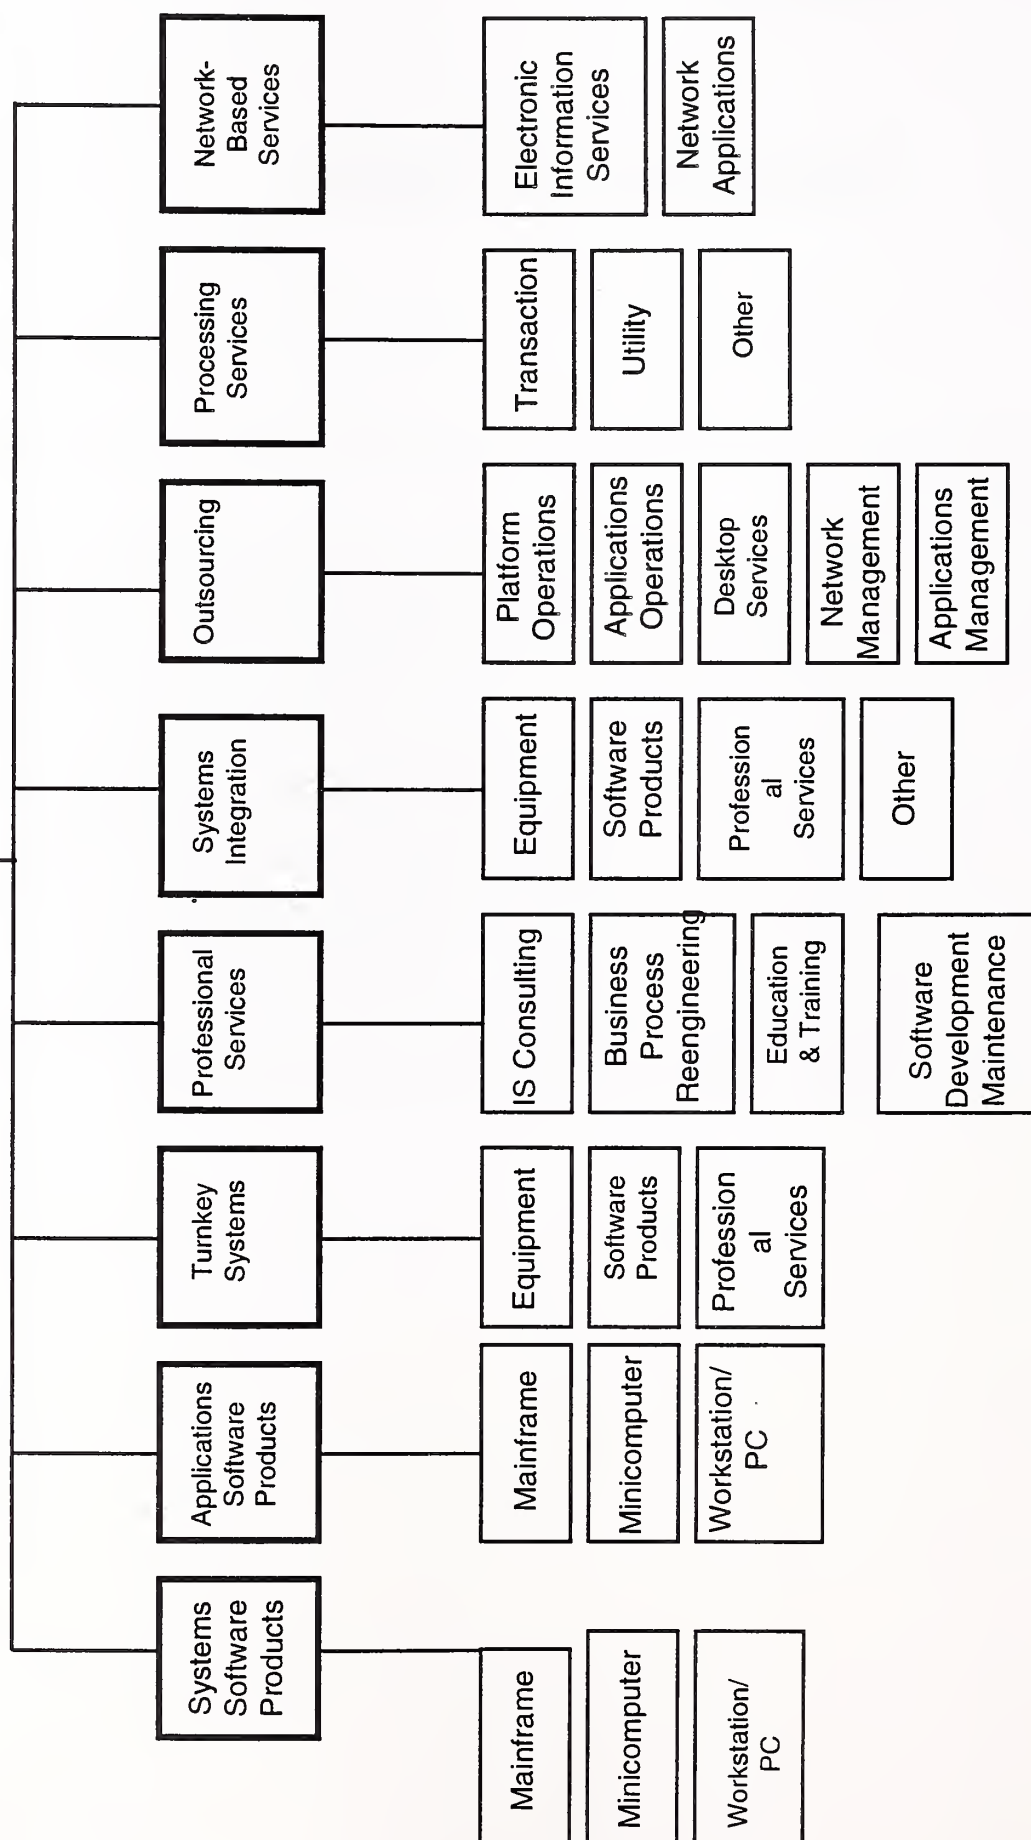 Systems
Software
Products
Mainframe
Minicomputer
Workstation/
PC
Applications
Software
Products
Mainframe
Minicomputer
Workstation/
PC
Turnkey
Systems
Equipment
Software
Products
Profession
al
Services
Professional
Services
IS Consulting
Business
Process
Reengineering
Education
& Training
Software
Development
Maintenance
Systems
Integration
Equipment
Software
Products
Profession
al
Services
Other
Outsourcing
Platform
Operations
Applications
Operations
Desktop
Services
Network
Management
Applications
Management
Processing
Services
Transaction
Utility
Other
Network-
Based
Services
Electronic
Information
Services
Network
Applications